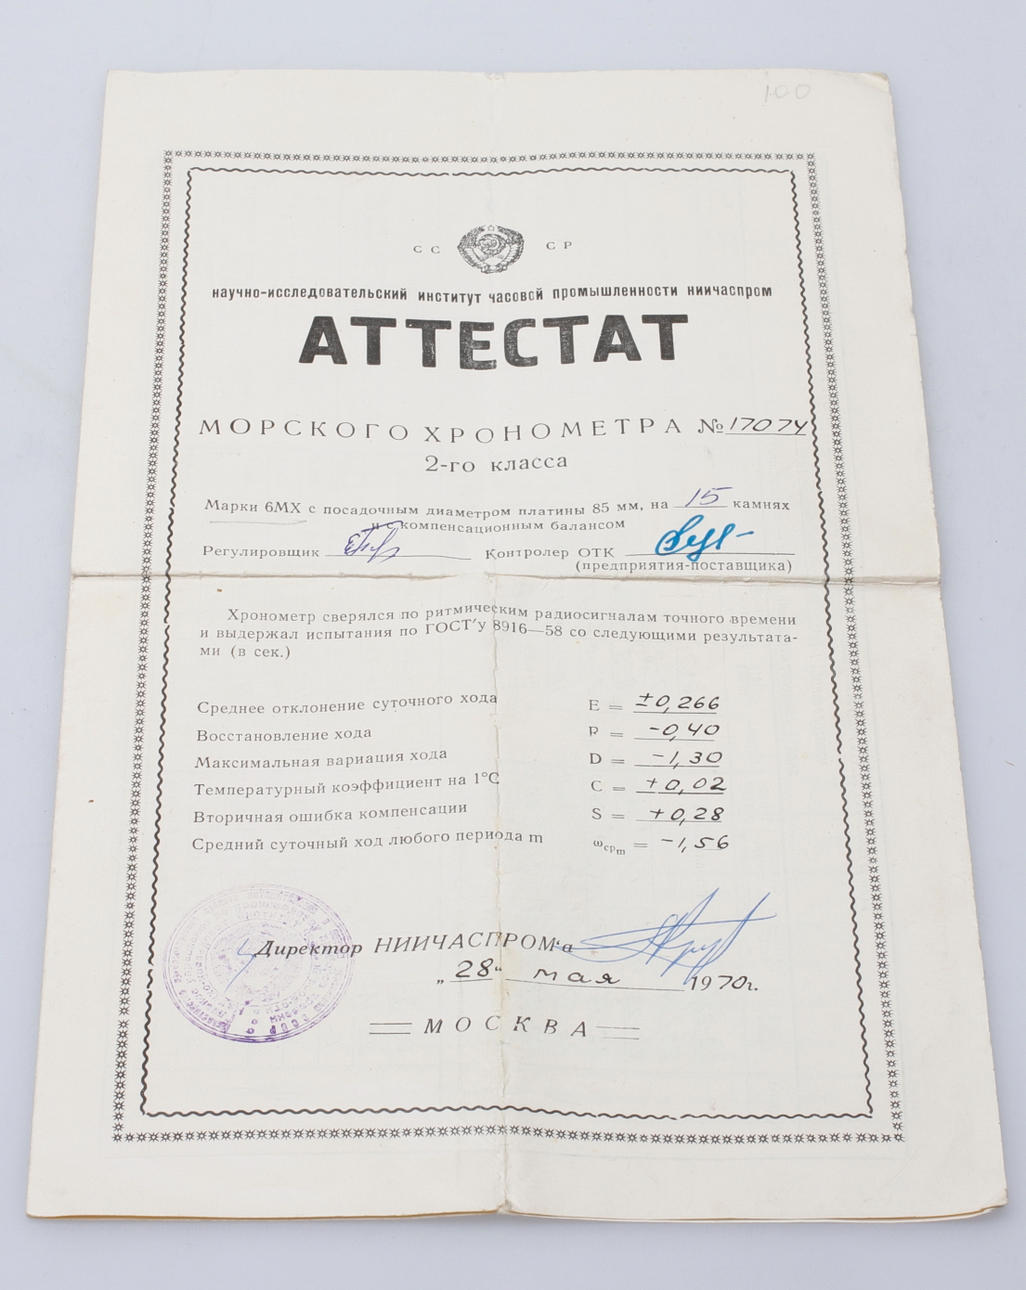 100
СС СР
НАУЧНО-ИССЛЕДОВАТЕЛЬСКИЙ ИНСТИТУТ ЧАСОВОЙ ПРОМЫШЛЕННОСТИ НИИЧАСПРОМ
АТТЕСТАТ
МОРСКОГО ХРОНОМЕТРА № 17074
2-го класса
Марки 6МХ с посадочным диаметром платины 85 мм, на 15 камнях
и с компенсационным балансом
Регулировщик Контролер ОТК
(предприятия-поставщика)
Хронометр сверялся по ритмическим радиосигналам точного времени
и выдержал испытания по ГОСТ'у 8916—58 со следующими результата-
ми (в сек.)
Среднее отклонение суточного хода E = ±0,266
Восстановление хода P = -0,40
Максимальная вариация хода D = -1,30
Температурный коэффициент на 1°С C = +0,02
Вторичная ошибка компенсации S = +0,28
Средний суточный ход любого периода m ωсрm = -1,56
Директор НИИЧАСПРОМ'а
„28" мая 1970г.
МОСКВА